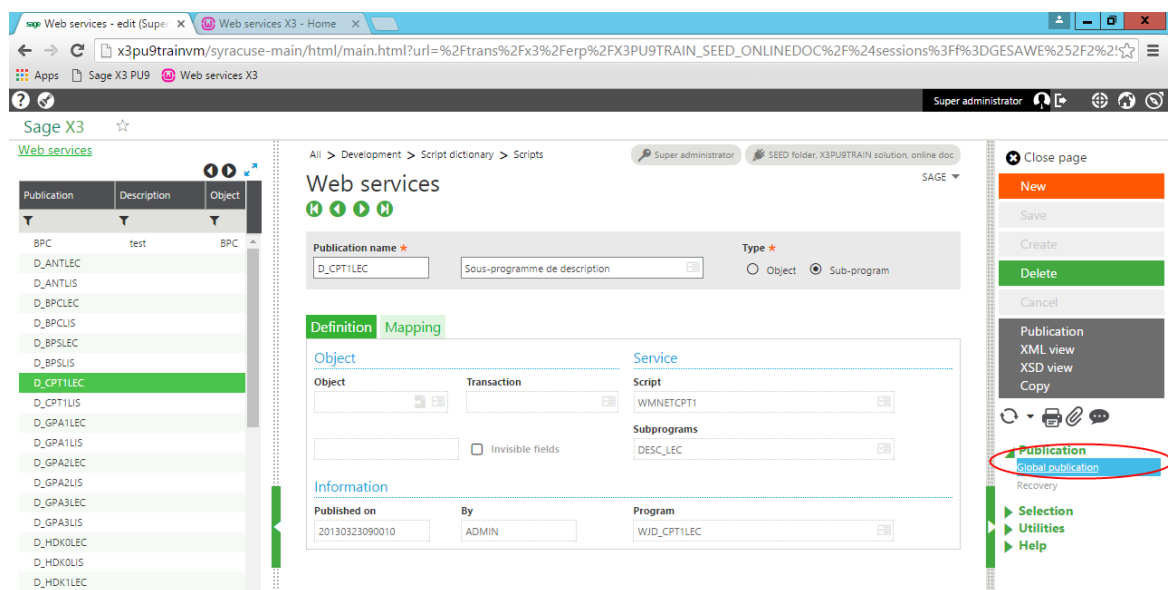 sage Web services - edit (Super
Web services X3 - Home
x3pu9trainvm/syracuse-main/html/main.html?url=%2Ftrans%2Fx3%2Ferp%2FX3PU9TRAIN_SEED_ONLINEDOC%2F%24sessions%3Ff%3DGESAWE%252F2%2
Apps Sage X3 PU9 Web services X3
Super administrator
Sage X3
Web services
Publication Description Object
BPC test BPC
D_ANTLEC
D_ANTLIS
D_BPCLEC
D_BPCLIS
D_BPSLEC
D_BPSLIS
D_CPT1LEC
D_CPT1LIS
D_GPA1LEC
D_GPA1LIS
D_GPA2LEC
D_GPA2LIS
D_GPA3LEC
D_GPA3LIS
D_HDK0LEC
D_HDK0LIS
D_HDK1LEC
All > Development > Script dictionary > Scripts
Super administrator
SEED folder, X3PU9TRAIN solution, online doc
Web services
SAGE
Publication name *
Type *
D_CPT1LEC
Sous-programme de description
Object Sub-program
Definition Mapping
Object
Service
Object Transaction Script
WMNETCPT1
Subprograms
Invisible fields
DESC_LEC
Information
Published on By Program
20130323090010 ADMIN WJD_CPT1LEC
Close page
New
Save
Create
Delete
Cancel
Publication
XML view
XSD view
Copy
Publication
Global publication
Recovery
Selection
Utilities
Help